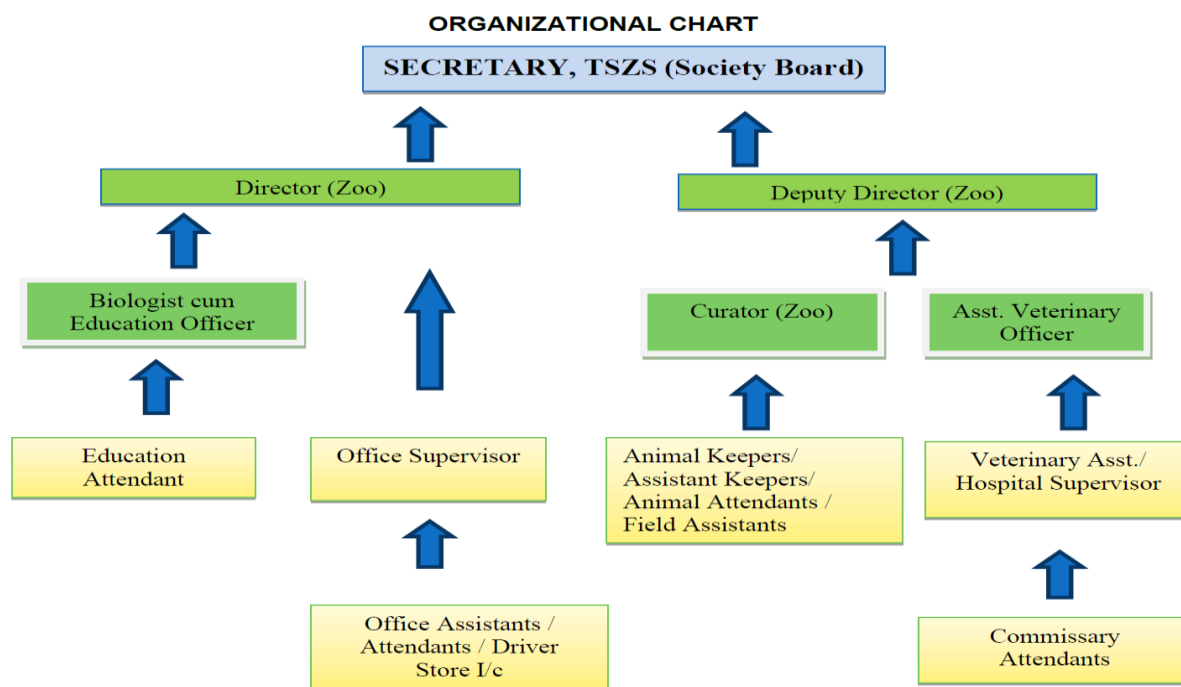 ORGANIZATIONAL CHART
SECRETARY, TSZS (Society Board)
Director (Zoo)
Deputy Director (Zoo)
Biologist cum
Education Officer
Curator (Zoo)
Asst. Veterinary
Officer
Education
Attendant
Office Supervisor
Animal Keepers/
Assistant Keepers/
Animal Attendants /
Field Assistants
Veterinary Asst./
Hospital Supervisor
Office Assistants /
Attendants / Driver
Store I/c
Commissary
Attendants